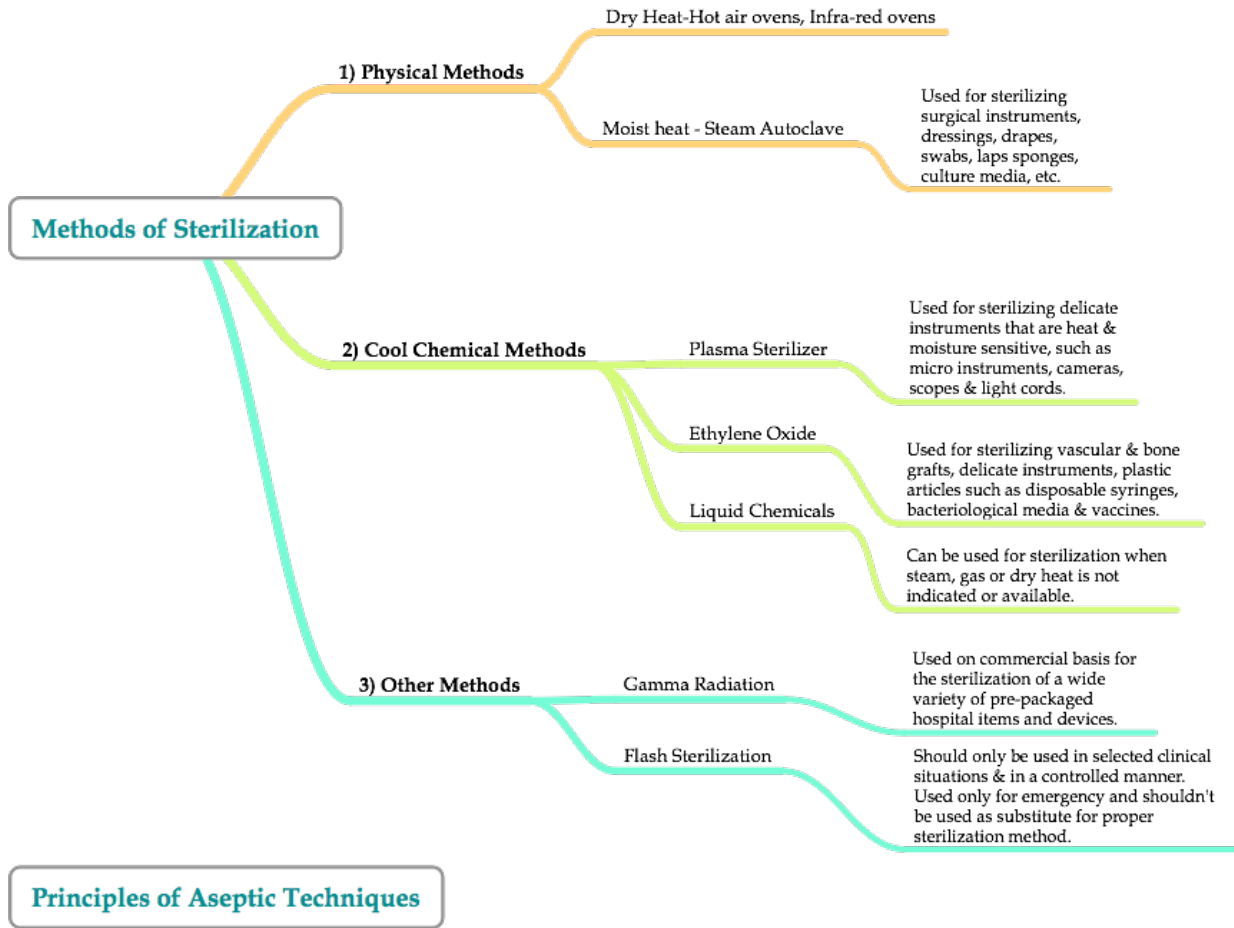 Dry Heat-Hot air ovens, Infra-red ovens
1) Physical Methods
Moist heat - Steam Autoclave
Used for sterilizing
surgical instruments,
dressings, drapes,
swabs, laps sponges,
culture media, etc.
Methods of Sterilization
2) Cool Chemical Methods
Plasma Sterilizer
Used for sterilizing delicate
instruments that are heat &
moisture sensitive, such as
micro instruments, cameras,
scopes & light cords.
Ethylene Oxide
Used for sterilizing vascular & bone
grafts, delicate instruments, plastic
articles such as disposable syringes,
bacteriological media & vaccines.
Liquid Chemicals
Can be used for sterilization when
steam, gas or dry heat is not
indicated or available.
3) Other Methods
Gamma Radiation
Used on commercial basis for
the sterilization of a wide
variety of pre-packaged
hospital items and devices.
Flash Sterilization
Should only be used in selected clinical
situations & in a controlled manner.
Used only for emergency and shouldn't
be used as substitute for proper
sterilization method.
Principles of Aseptic Techniques